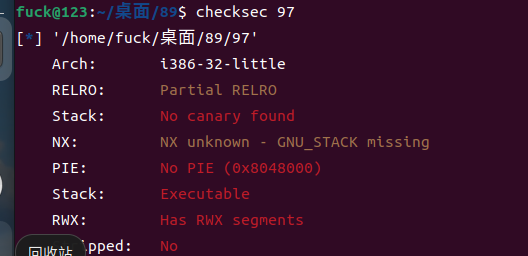 fuck@123:~/桌面/89$ checksec 97
[*] '/home/fuck/桌面/89/97'
Arch: i386-32-little
RELRO: Partial RELRO
Stack: No canary found
NX: NX unknown - GNU_STACK missing
PIE: No PIE (0x8048000)
Stack: Executable
RWX: Has RWX segments
pped: No
回收站